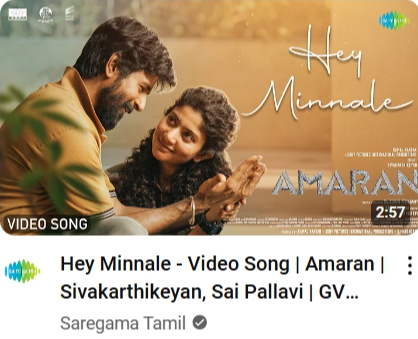 Hey
Minnale
AMARAN
VIDEO SONG
2:57
Hey Minnale - Video Song | Amaran |
Sivakarthikeyan, Sai Pallavi | GV...
Saregama Tamil